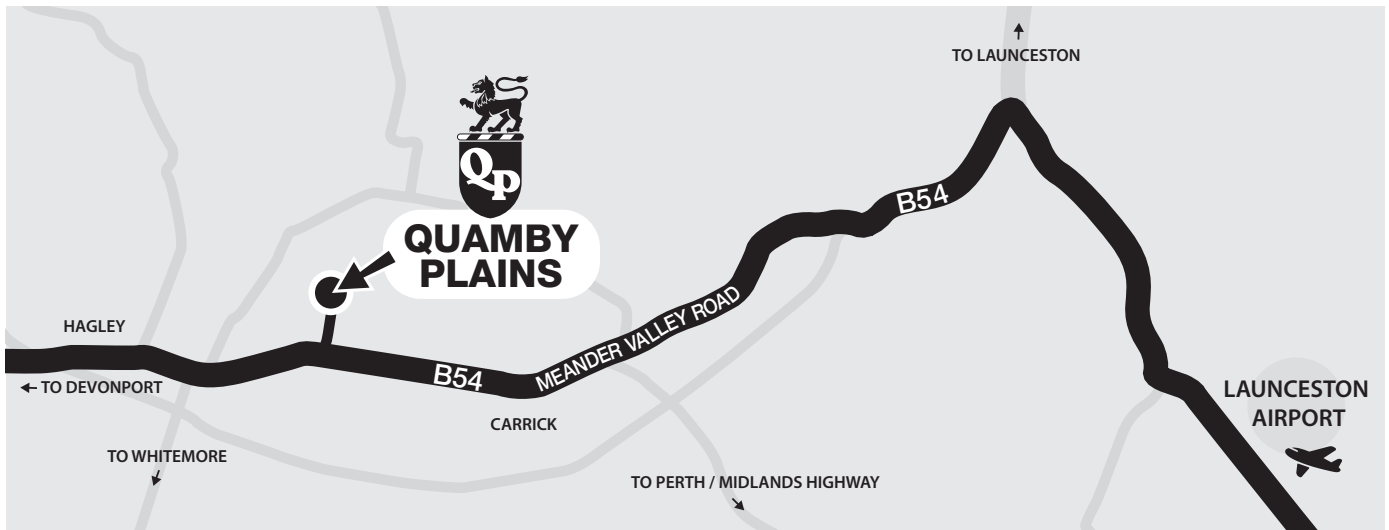 TO LAUNCESTON
QP
B54
QUAMBY
PLAINS
MEANDER VALLEY ROAD
HAGLEY
B54
← TO DEVONPORT
LAUNCESTON
AIRPORT
CARRICK
TO WHITEMORE
TO PERTH / MIDLANDS HIGHWAY